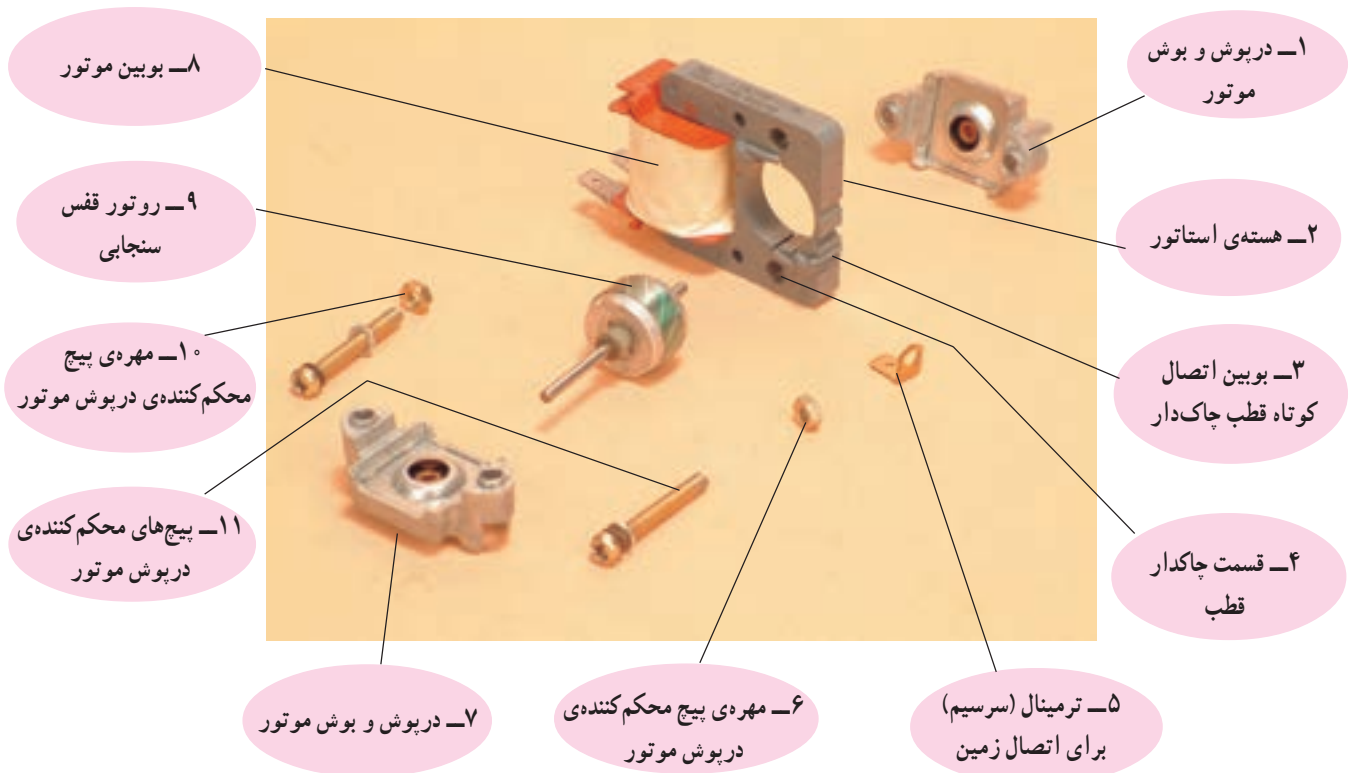 ۱ــ درپوش و بوش
موتور
۲ــ هسته‌ی استاتور
۳ــ بوبین اتصال
کوتاه قطب چاک‌دار
۴ــ قسمت چاکدار
قطب
۵ــ ترمینال (سرسیم)
برای اتصال زمین
۶ــ مهره‌ی پیچ محکم‌کننده‌ی
درپوش موتور
۷ــ درپوش و بوش موتور
۸ــ بوبین موتور
۹ــ روتور قفس
سنجابی
۱۰ــ مهره‌ی پیچ
محکم‌کننده‌ی درپوش موتور
۱۱ــ پیچ‌های محکم‌کننده‌ی
درپوش موتور